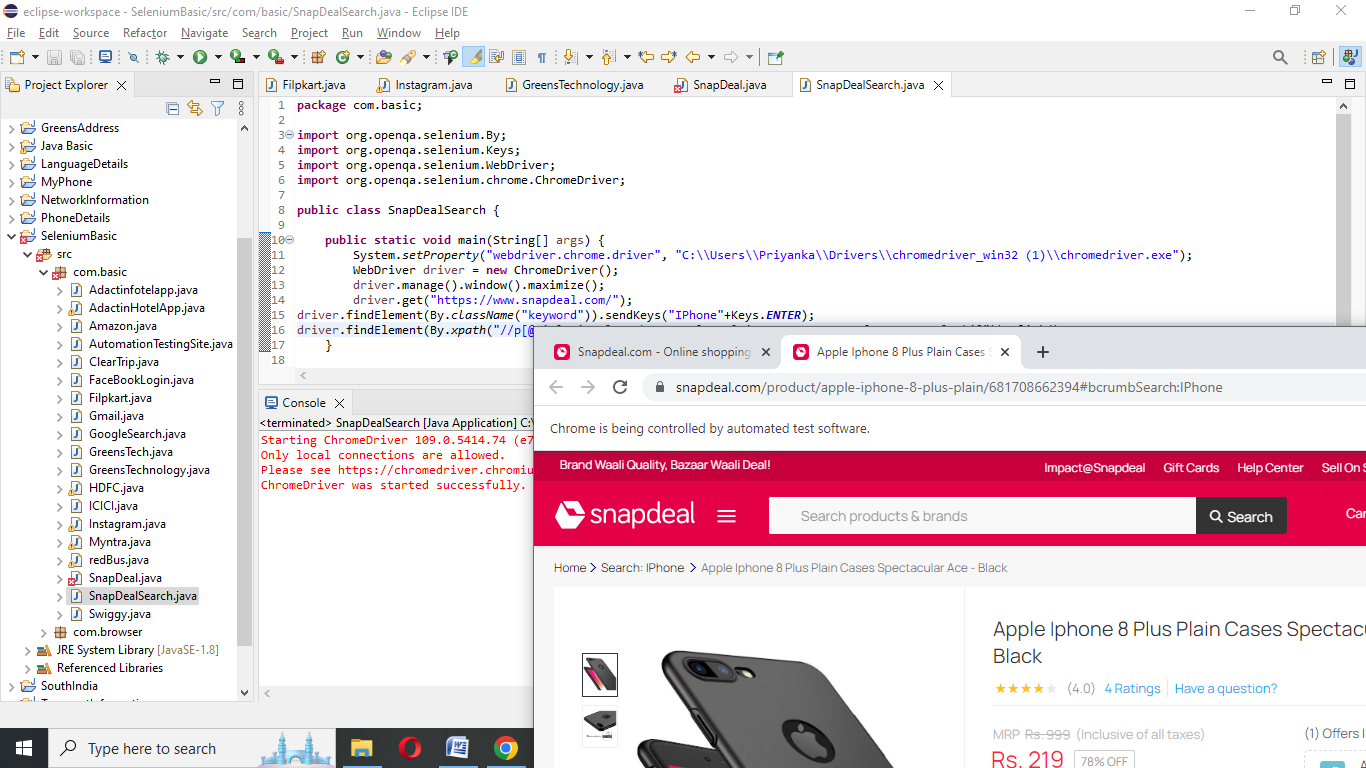 eclipse-workspace - SeleniumBasic/src/com/basic/SnapDealSearch.java - Eclipse IDE
File Edit Source Refactor Navigate Search Project Run Window Help
Project Explorer
GreensAddress
Java Basic
LanguageDetails
MyPhone
NetworkInformation
PhoneDetails
SeleniumBasic
src
com.basic
Adactinfotelapp.java
AdactinHotelApp.java
Amazon.java
AutomationTestingSite.java
ClearTrip.java
FaceBookLogin.java
Filpkart.java
Gmail.java
GoogleSearch.java
GreensTech.java
GreensTechnology.java
HDFC.java
ICICI.java
Instagram.java
Myntra.java
redBus.java
SnapDeal.java
SnapDealSearch.java
Swiggy.java
com.browser
JRE System Library [JavaSE-1.8]
Referenced Libraries
SouthIndia
Filpkart.java Instagram.java GreensTechnology.java SnapDeal.java SnapDealSearch.java
1 package com.basic;
2
3 import org.openqa.selenium.By;
4 import org.openqa.selenium.Keys;
5 import org.openqa.selenium.WebDriver;
6 import org.openqa.selenium.chrome.ChromeDriver;
7
8 public class SnapDealSearch {
9
10 public static void main(String[] args) {
11 System.setProperty("webdriver.chrome.driver", "C:\\Users\\Priyanka\\Drivers\\chromedriver_win32 (1)\\chromedriver.exe");
12 WebDriver driver = new ChromeDriver();
13 driver.manage().window().maximize();
14 driver.get("https://www.snapdeal.com/");
15 driver.findElement(By.className("keyword")).sendKeys("IPhone"+Keys.ENTER);
16 driver.findElement(By.xpath("//p[@
17 }
18
Console
<terminated> SnapDealSearch [Java Application] C:\
Starting ChromeDriver 109.0.5414.74 (e7
Only local connections are allowed.
Please see https://chromedriver.chromiu
ChromeDriver was started successfully.
Snapdeal.com - Online shopping Apple Iphone 8 Plus Plain Cases
snapdeal.com/product/apple-iphone-8-plus-plain/681708662394#bcrumbSearch:IPhone
Chrome is being controlled by automated test software.
Brand Waali Quality, Bazaar Waali Deal! Impact@Snapdeal Gift Cards Help Center Sell On S
snapdeal Search products & brands Search Car
Home > Search: IPhone > Apple Iphone 8 Plus Plain Cases Spectacular Ace - Black
Apple Iphone 8 Plus Plain Cases Spectacu
Black
(4.0) 4 Ratings Have a question?
MRP Rs. 999 (Inclusive of all taxes) (1) Offers
Rs. 219 78% OFF
Type here to search